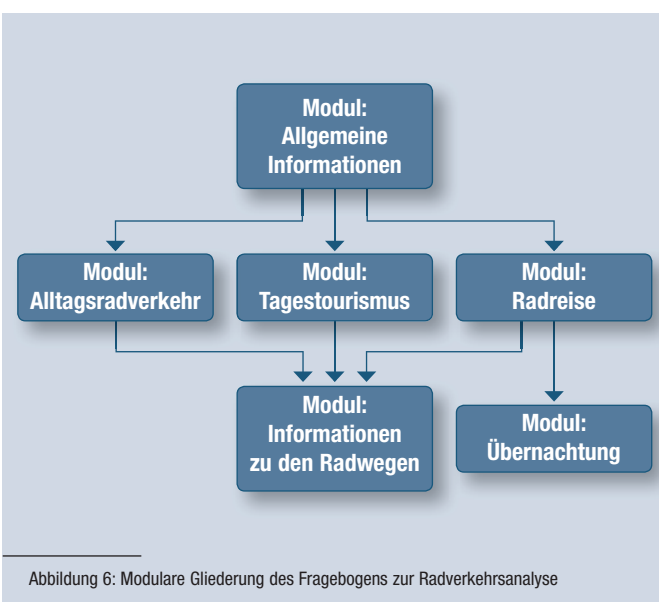 Modul:
Allgemeine
Informationen
Modul:
Alltagsradverkehr
Modul:
Tagestourismus
Modul:
Radreise
Modul:
Informationen
zu den Radwegen
Modul:
Übernachtung
Abbildung 6: Modulare Gliederung des Fragebogens zur Radverkehrsanalyse